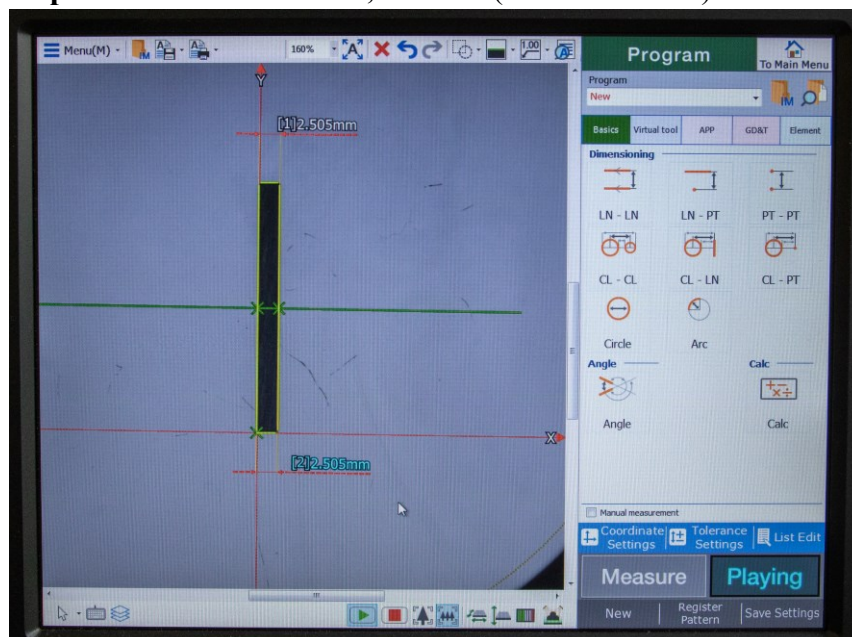 Menu(M)
160%
1.00
Program
To Main Menu
Program
New
IM
Basics Virtual tool APP GD&T Element
Dimensioning
LN - LN LN - PT PT - PT
CL - CL CL - LN CL - PT
Circle Arc
Angle Calc
Angle Calc
Manual measurement
Coordinate Settings Tolerance Settings List Edit
Measure Playing
New Register Pattern Save Settings
Y
[1]2.505mm
X
[2]2.505mm